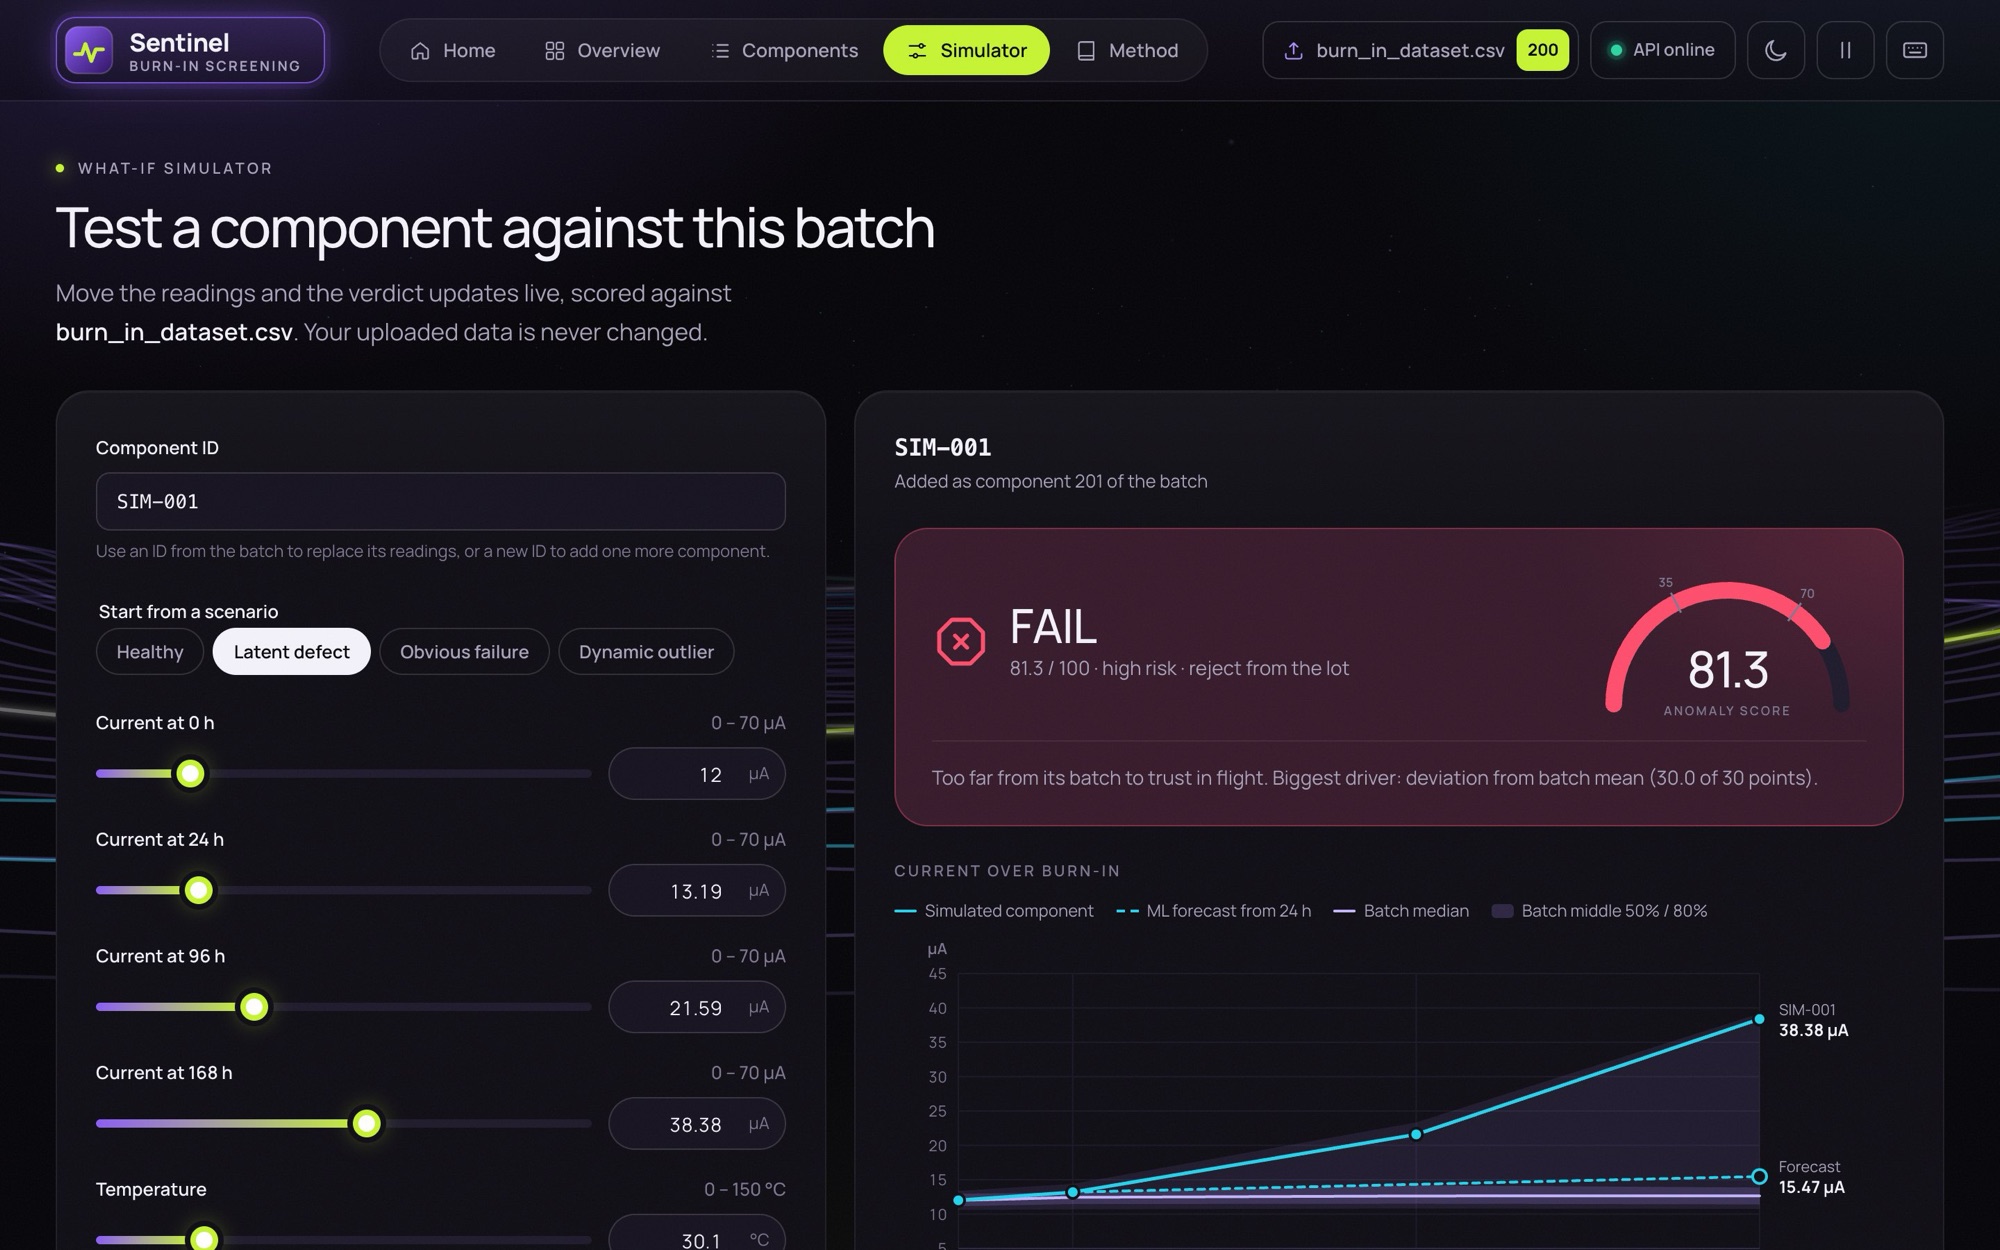 Sentinel
BURN-IN SCREENING
Home
Overview
Components
Simulator
Method
burn_in_dataset.csv
200
API online
WHAT-IF SIMULATOR
Test a component against this batch
Move the readings and the verdict updates live, scored against
burn_in_dataset.csv. Your uploaded data is never changed.
Component ID
SIM-001
Use an ID from the batch to replace its readings, or a new ID to add one more component.
Start from a scenario
Healthy
Latent defect
Obvious failure
Dynamic outlier
Current at 0 h
0 – 70 µA
12 µA
Current at 24 h
0 – 70 µA
13.19 µA
Current at 96 h
0 – 70 µA
21.59 µA
Current at 168 h
0 – 70 µA
38.38 µA
Temperature
0 – 150 °C
30.1 °C
SIM-001
Added as component 201 of the batch
FAIL
81.3 / 100 · high risk · reject from the lot
35
70
81.3
ANOMALY SCORE
Too far from its batch to trust in flight. Biggest driver: deviation from batch mean (30.0 of 30 points).
CURRENT OVER BURN-IN
Simulated component
ML forecast from 24 h
Batch median
Batch middle 50% / 80%
µA
45
40
35
30
25
20
15
10
5
SIM-001
38.38 µA
Forecast
15.47 µA